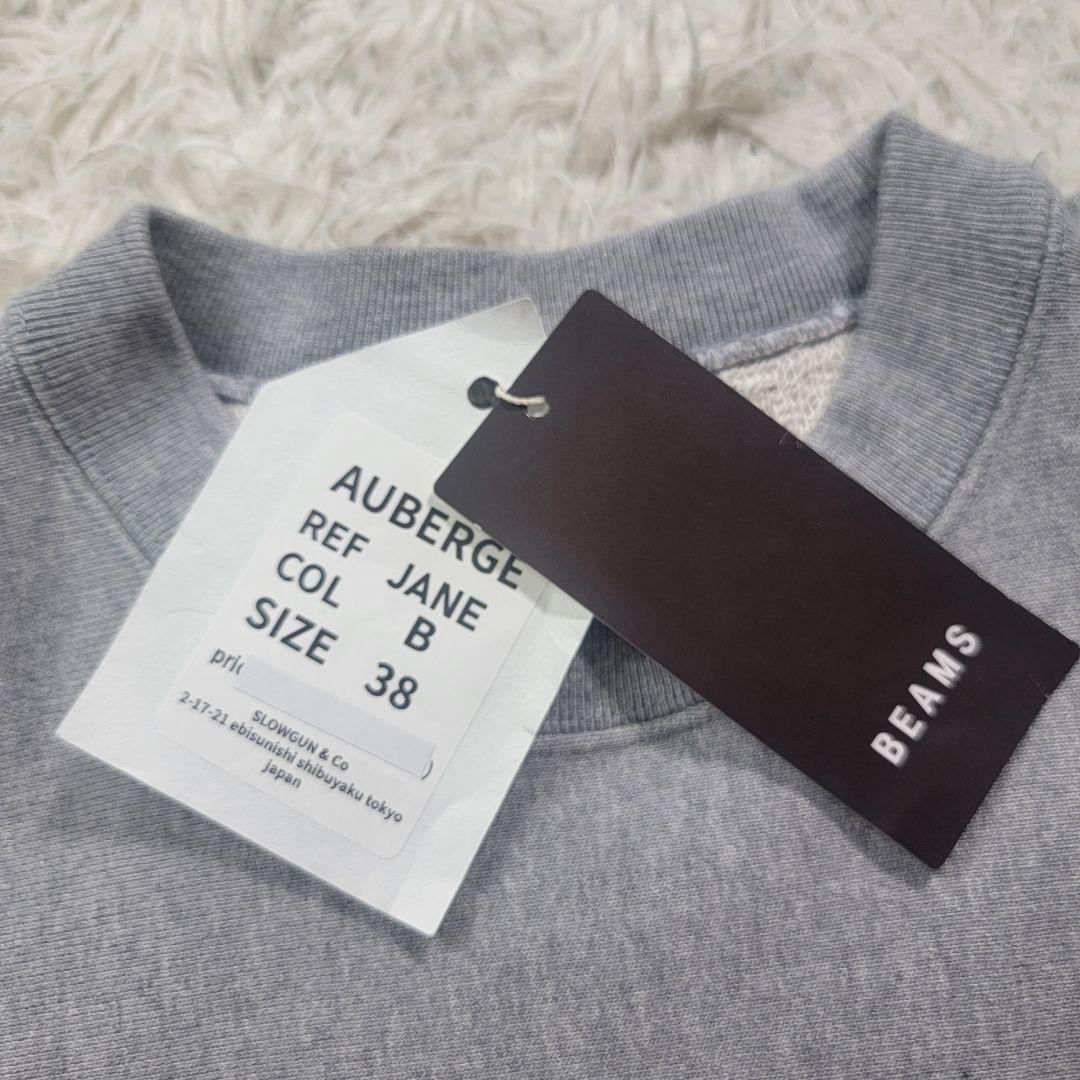 AUBERGE
REF JANE
COL B
SIZE 38
SLOWGUN & Co
2-17-21 ebisunishi shibuyaku tokyo
japan
BEAMS